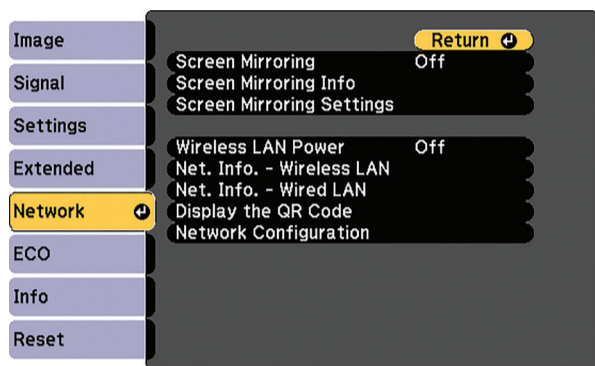 Image
Signal
Settings
Extended
Network
ECO
Info
Reset
Return
Screen Mirroring Off
Screen Mirroring Info
Screen Mirroring Settings
Wireless LAN Power Off
Net. Info. - Wireless LAN
Net. Info. - Wired LAN
Display the QR Code
Network Configuration